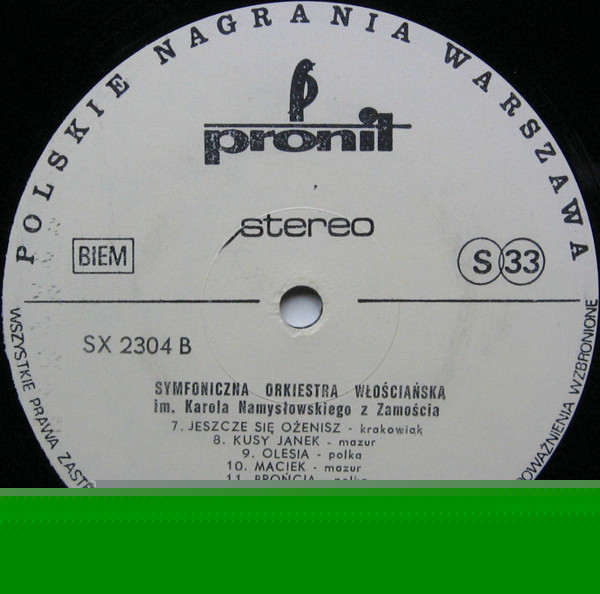 POLSKIE NAGRANIA WARSZAWA
pronit
stereo
BIEM
S 33
SX 2304 B
SYMFONICZNA ORKIESTRA WŁOŚCIAŃSKA
im. Karola Namysłowskiego z Zamościa
7. JESZCZE SIĘ OŻENISZ - krakowiak
8. KUSY JANEK - mazur
9. OLESIA - polka
10. MACIEK - mazur
11.
WSZYSTKIE PRAWA
WZBRONIONE